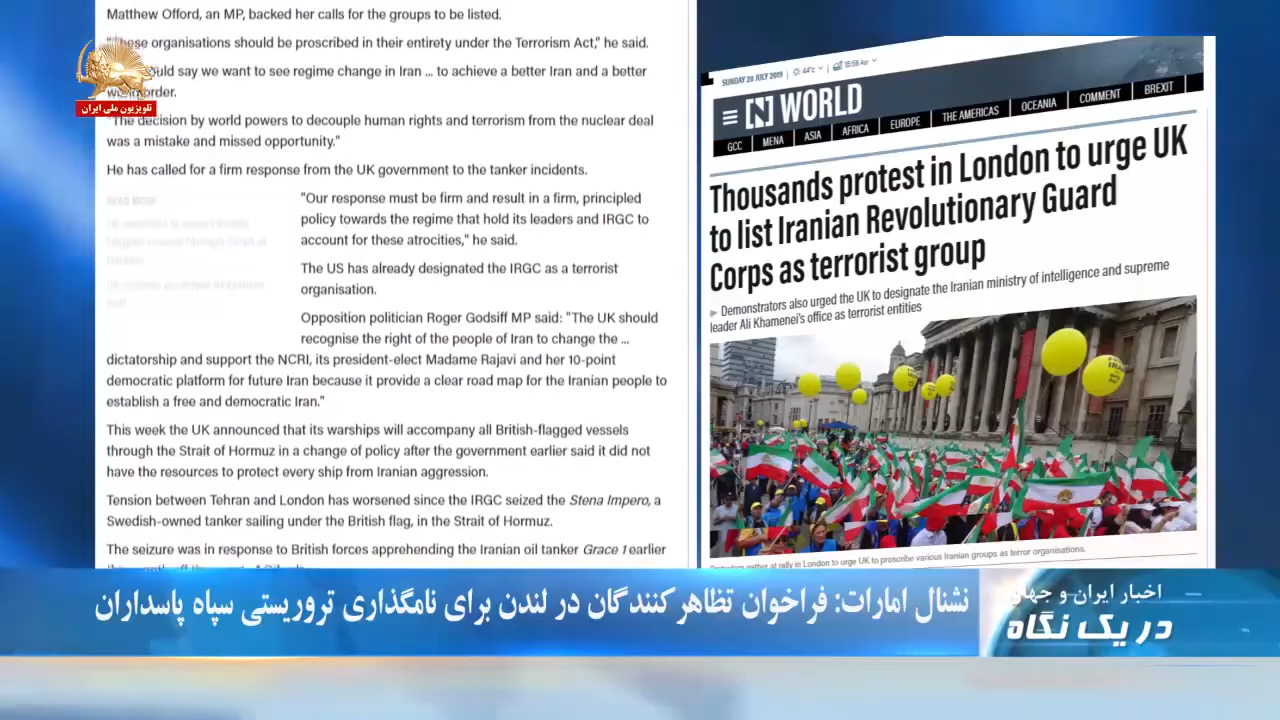 Matthew Offord, an MP, backed her calls for the groups to be listed.
organisations should be proscribed in their entirety under the Terrorism Act," he said.
say we want to see regime change in Iran ... to achieve a better Iran and a better
order.
"The decision by world powers to decouple human rights and terrorism from the nuclear deal
was a mistake and missed opportunity."
He has called for a firm response from the UK government to the tanker incidents.
READ MORE
"Our response must be firm and result in a firm, principled
policy towards the regime that hold its leaders and IRGC to
account for these atrocities," he said.
The US has already designated the IRGC as a terrorist
organisation.
Opposition politician Roger Godsiff MP said: "The UK should
recognise the right of the people of Iran to change the ...
dictatorship and support the NCRI, its president-elect Madame Rajavi and her 10-point
democratic platform for future Iran because it provide a clear road map for the Iranian people to
establish a free and democratic Iran."
This week the UK announced that its warships will accompany all British-flagged vessels
through the Strait of Hormuz in a change of policy after the government earlier said it did not
have the resources to protect every ship from Iranian aggression.
Tension between Tehran and London has worsened since the IRGC seized the Stena Impero, a
Swedish-owned tanker sailing under the British flag, in the Strait of Hormuz.
The seizure was in response to British forces apprehending the Iranian oil tanker Grace 1 earlier
تلویزیون ملی ایران
SUNDAY 28 JULY 2019
44°c
WORLD
GCC MENA ASIA AFRICA EUROPE THE AMERICAS OCEANIA COMMENT BREXIT
Thousands protest in London to urge UK
to list Iranian Revolutionary Guard
Corps as terrorist group
Demonstrators also urged the UK to designate the Iranian ministry of intelligence and supreme
leader Ali Khamenei's office as terrorist entities
gather at rally in London to urge UK to proscribe various Iranian groups as terror organisations.
اخبار ایران و جهان
در یک نگاه
نشنال امارات: فراخوان تظاهر کنندگان در لندن برای نامگذاری تروریستی سپاه پاسداران